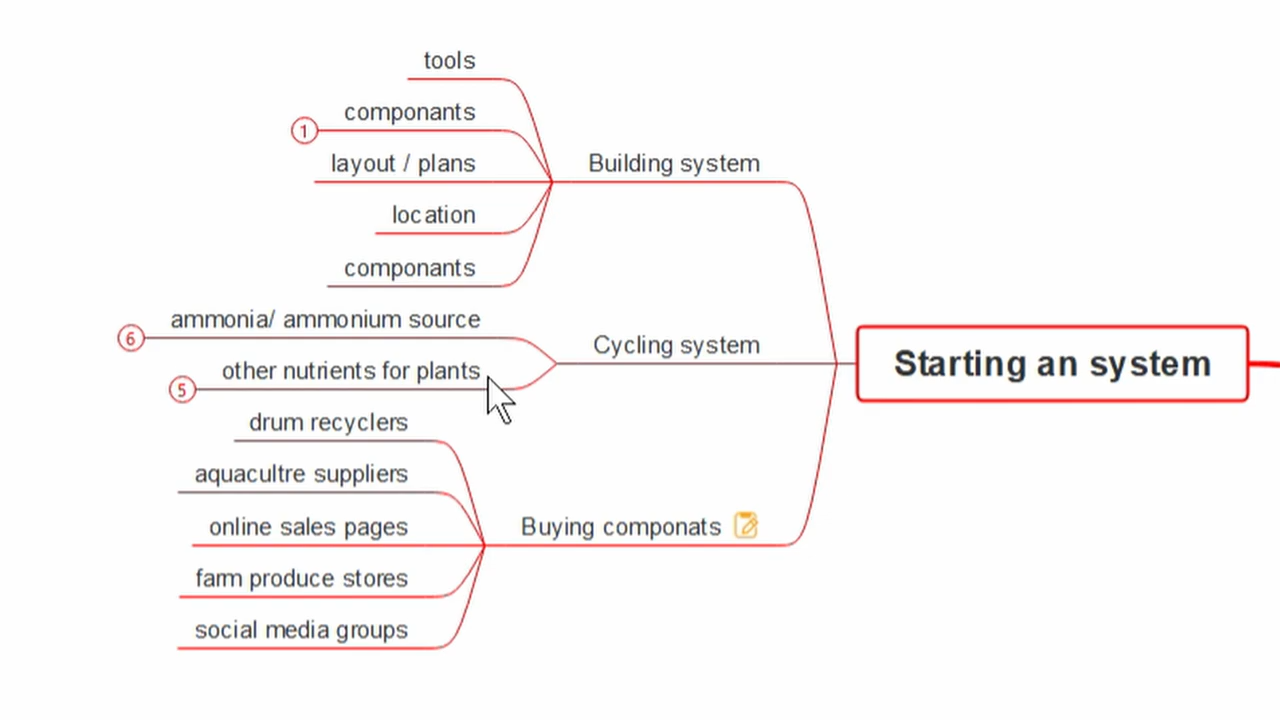 tools
componants
1
layout / plans
Building system
location
componants
ammonia/ ammonium source
6
Cycling system
other nutrients for plants
5
Starting an system
drum recyclers
aquacultre suppliers
online sales pages
Buying componats
farm produce stores
social media groups